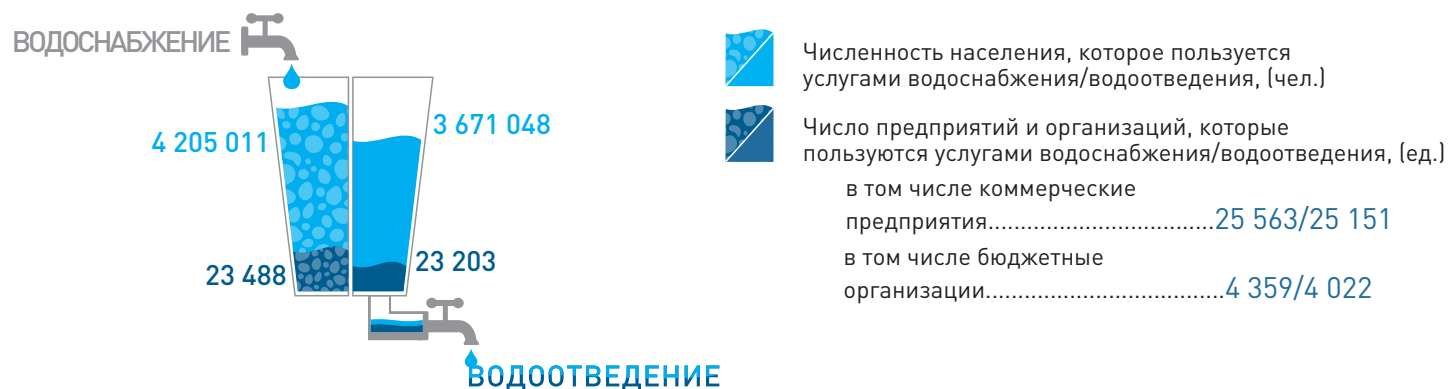 ВОДОСНАБЖЕНИЕ
4 205 011
3 671 048
23 488
23 203
ВОДООТВЕДЕНИЕ
Численность населения, которое пользуется
услугами водоснабжения/водоотведения, (чел.)
Число предприятий и организаций, которые
пользуются услугами водоснабжения/водоотведения, (ед.)
в том числе коммерческие
предприятия..................................25 563/25 151
в том числе бюджетные
организации...................................4 359/4 022